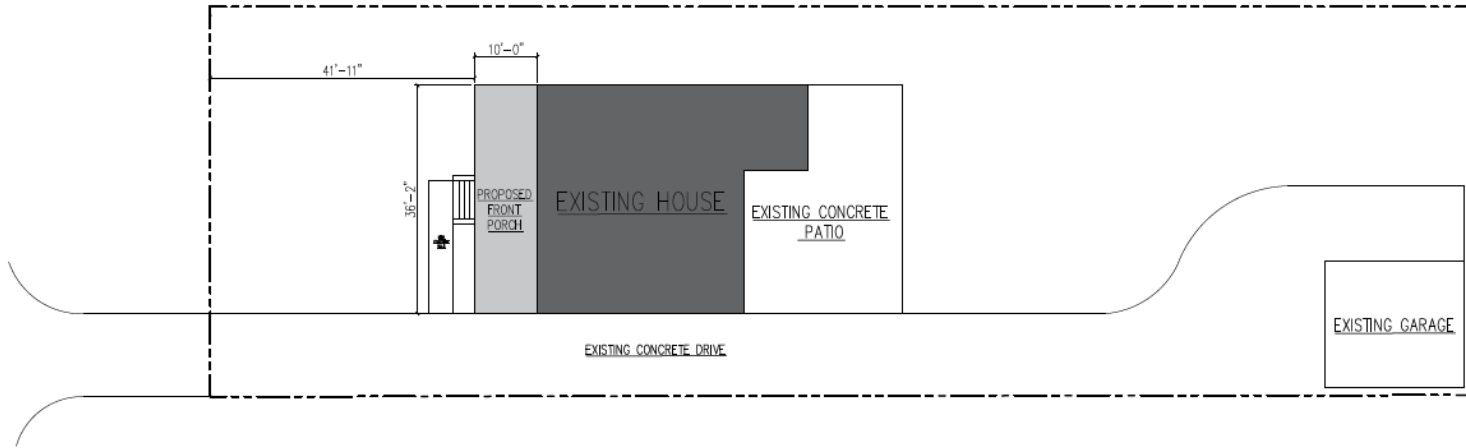 10'-0"
41'-11"
36'-2"
PROPOSED
FRONT
PORCH
EXISTING HOUSE
EXISTING CONCRETE
PATIO
EXISTING GARAGE
EXISTING CONCRETE DRIVE